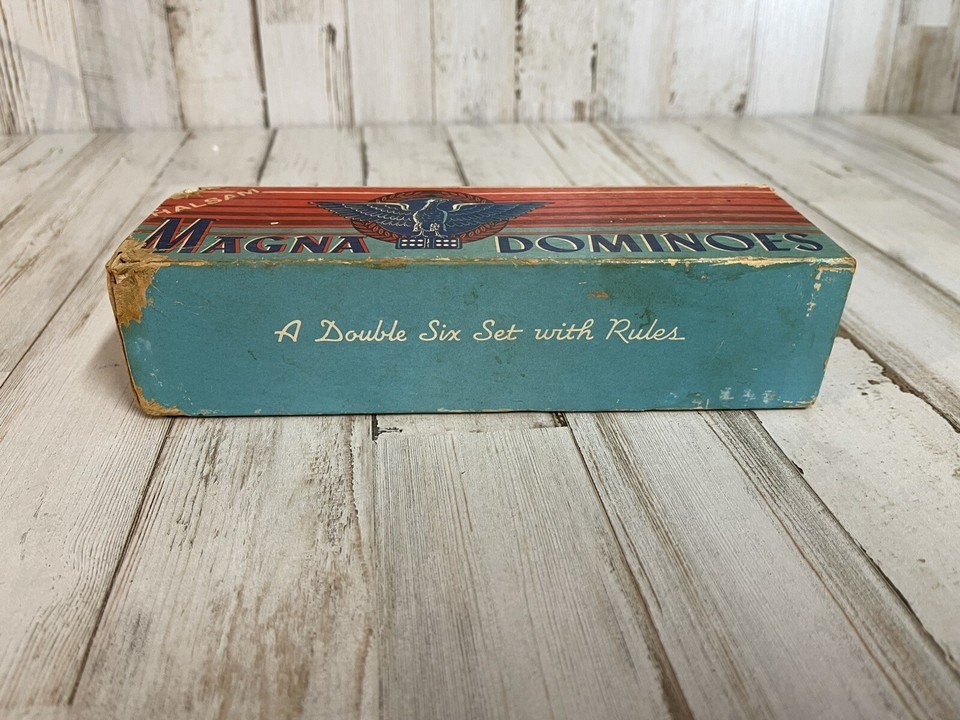 HALSAM
MAGNA DOMINOES
A Double Six Set with Rules